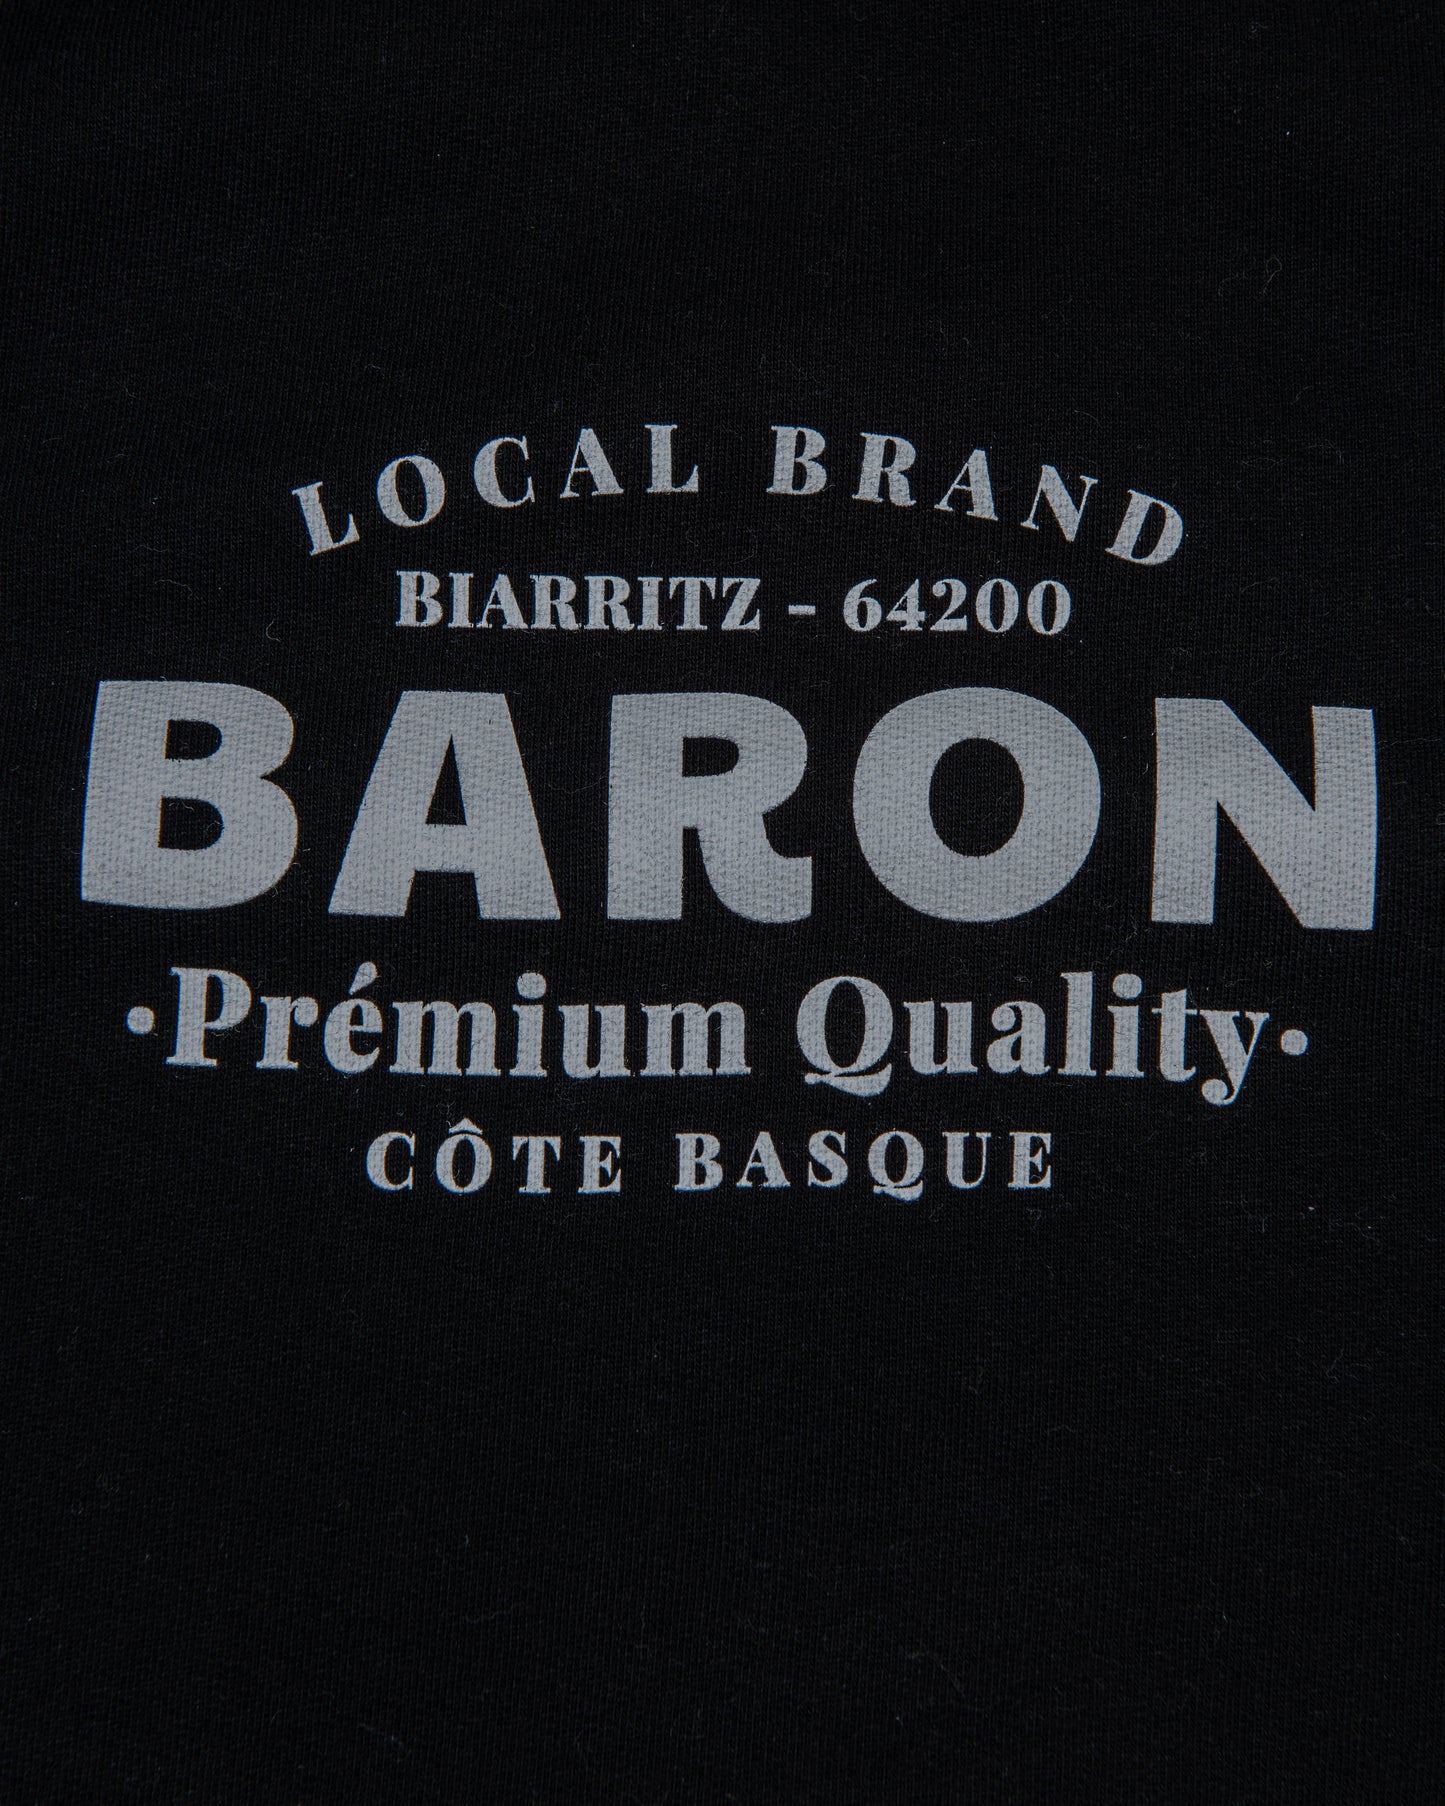 LOCAL BRAND
BIARRITZ - 64200
BARON
·Prémium Quality·
CÔTE BASQUE